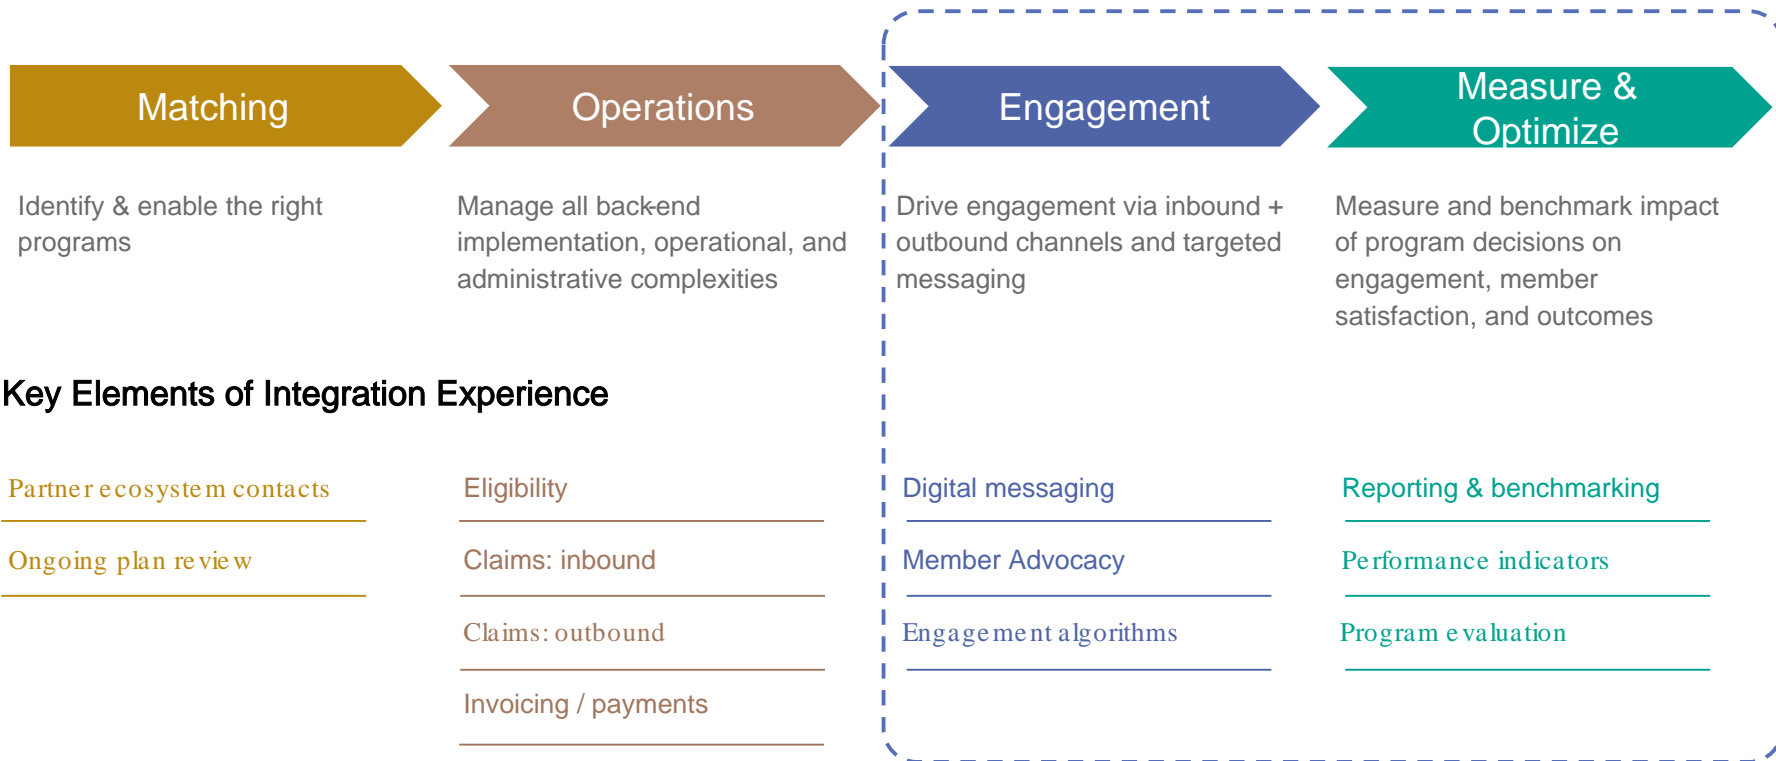 Matching
Operations
Engagement
Measure &
Optimize
Identify & enable the right
programs
Manage all back-end
implementation, operational, and
administrative complexities
Drive engagement via inbound +
outbound channels and targeted
messaging
Measure and benchmark impact
of program decisions on
engagement, member
satisfaction, and outcomes
Key Elements of Integration Experience
Partner ecosystem contacts
Ongoing plan review
Eligibility
Claims: inbound
Claims: outbound
Invoicing / payments
Digital messaging
Member Advocacy
Engagement algorithms
Reporting & benchmarking
Performance indicators
Program evaluation